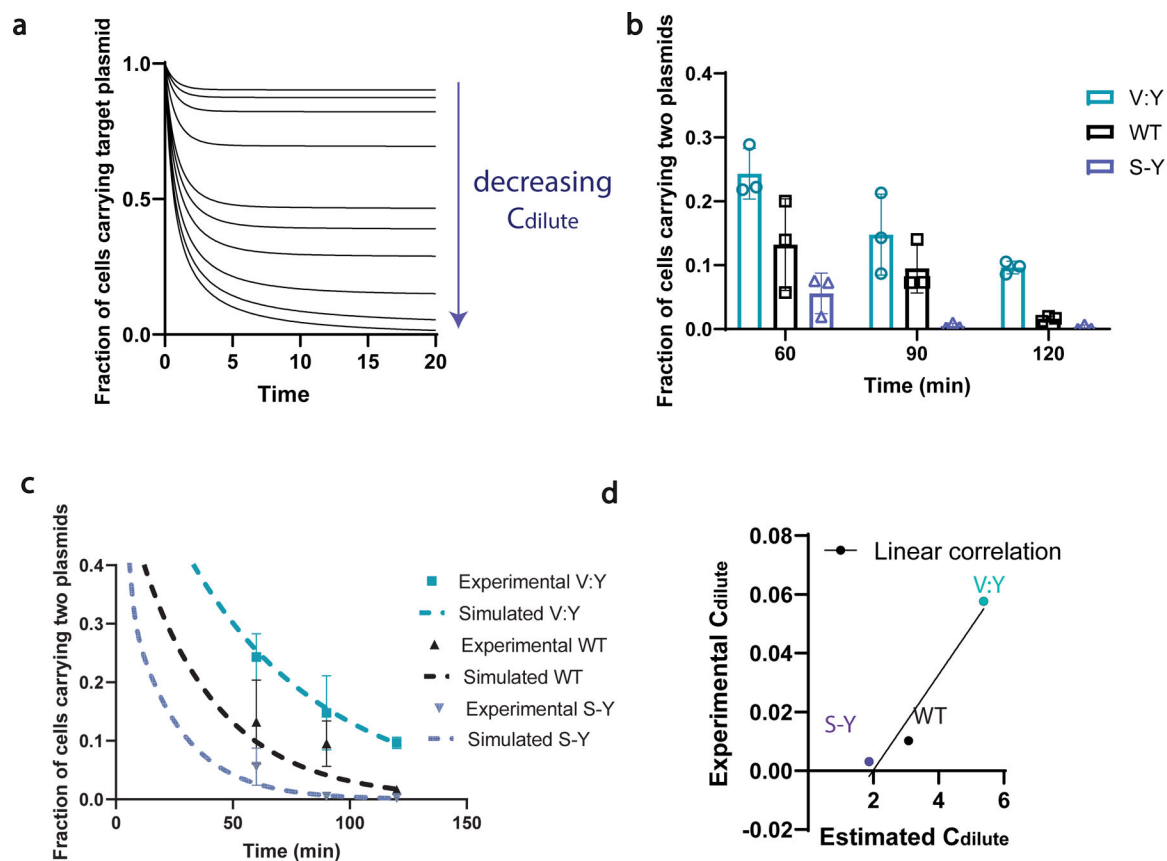 a
Fraction of cells carrying target plasmid
1.0
0.5
0.0
0
5
10
15
20
Time
decreasing
Cdilute
b
Fraction of cells carrying two plasmids
0.4
0.3
0.2
0.1
0.0
60
90
120
Time (min)
V:Y
WT
S-Y
c
Fraction of cells carrying two plasmids
0.4
0.3
0.2
0.1
0.0
0
50
100
150
Time (min)
Experimental V:Y
Simulated V:Y
Experimental WT
Simulated WT
Experimental S-Y
Simulated S-Y
d
Experimental Cdilute
0.08
0.06
0.04
0.02
0.00
-0.02
2
4
6
Estimated Cdilute
Linear correlation
V:Y
S-Y
WT